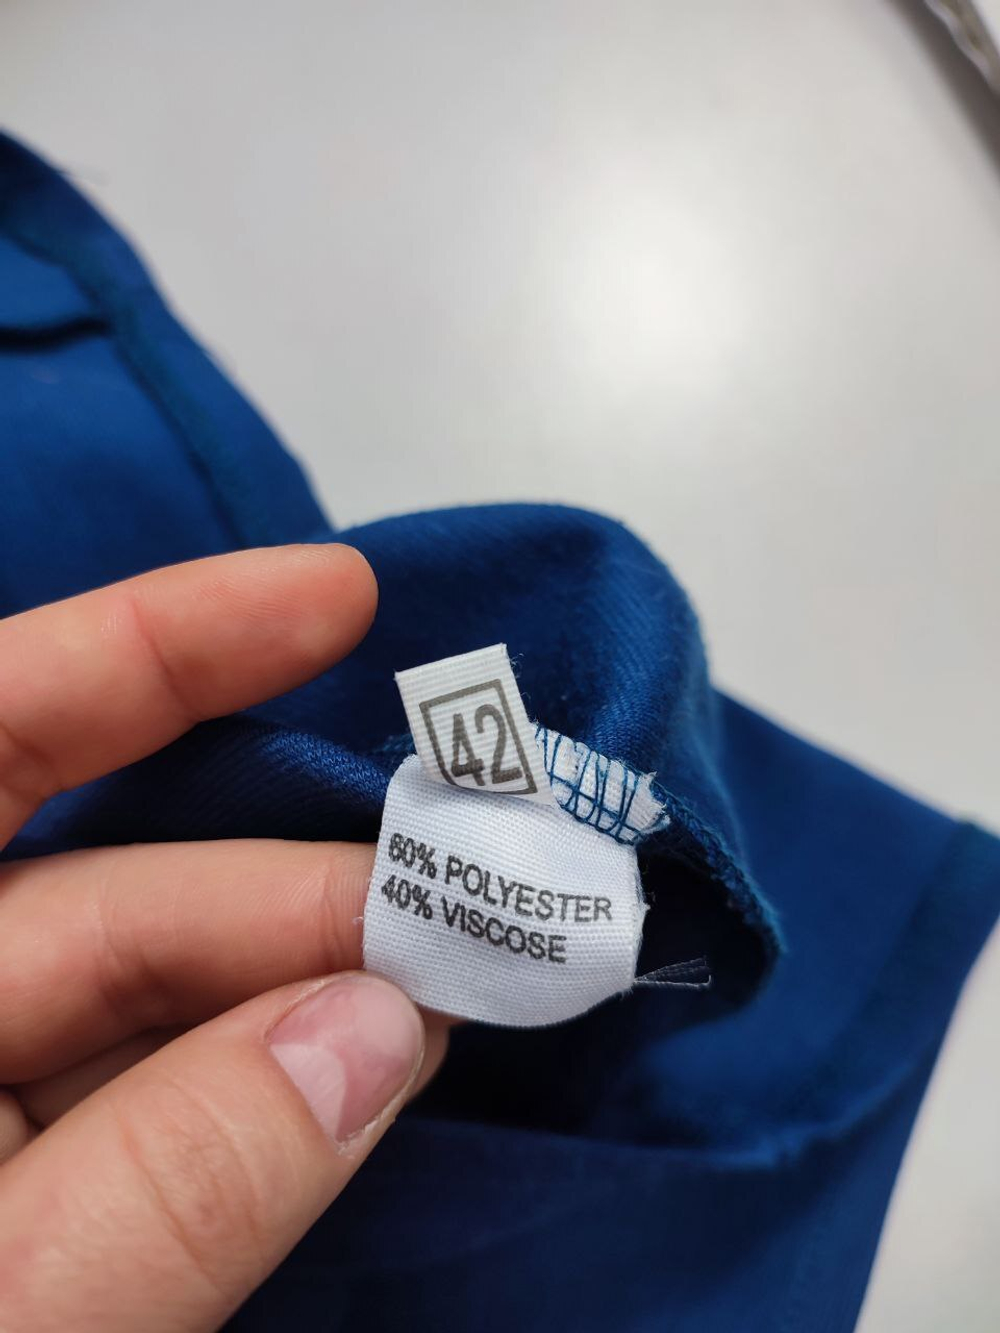 42
60% POLYESTER
40% VISCOSE